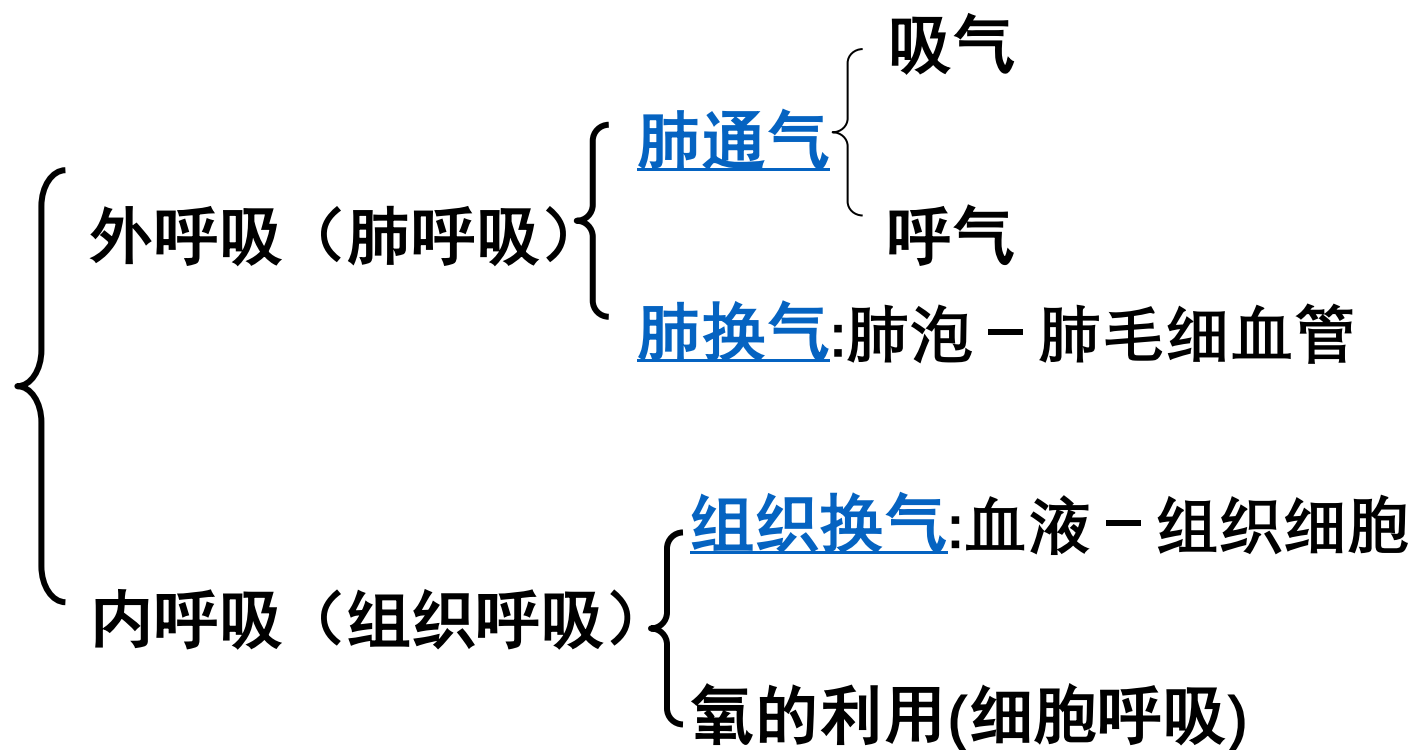 吸气
肺通气
外呼吸（肺呼吸）
呼气
肺换气:肺泡－肺毛细血管
组织换气:血液－组织细胞
内呼吸（组织呼吸）
氧的利用(细胞呼吸)